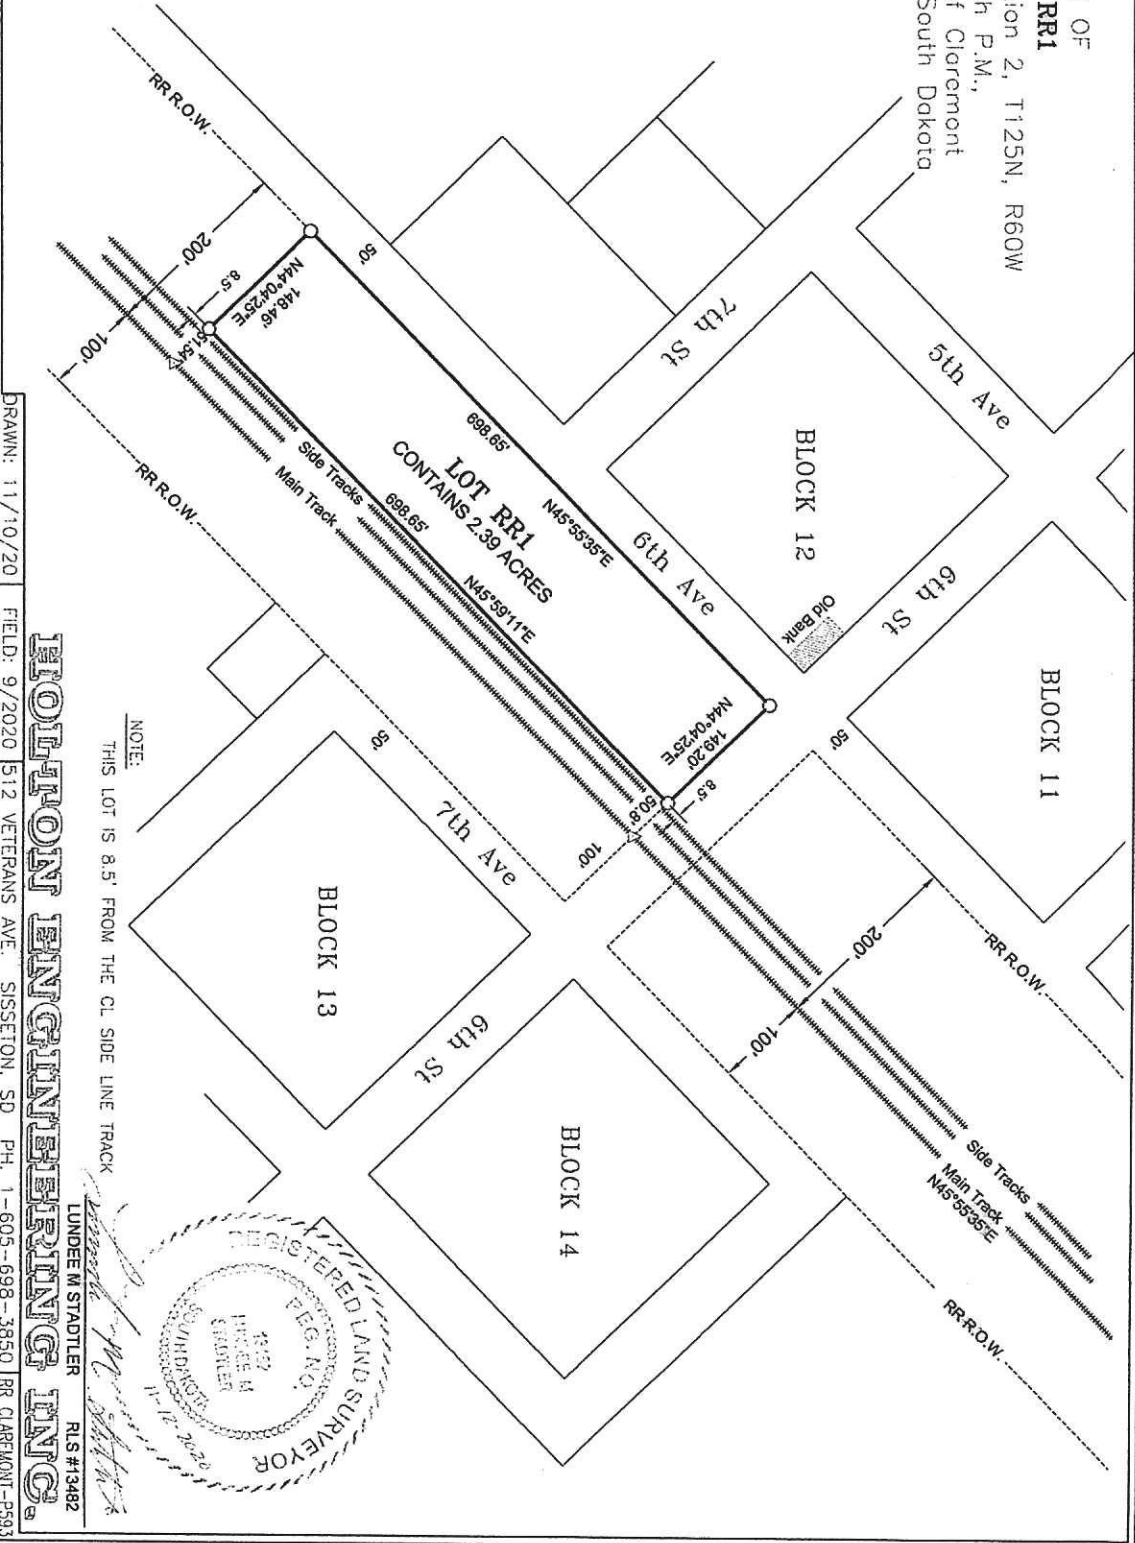 OF
RR1
ion 2, T125N, R60W
h P.M.,
f Claremont
South Dakota
RR R.O.W.
200'
8.5'
148.46'
N44°04'25"E
51.54'
100'
RR R.O.W.
50'
7th
St
5th Ave
BLOCK 12
BLOCK 11
6th
St
Old Bank
6th Ave
698.65'
N45°55'35"E
LOT RR1
CONTAINS 2.39 ACRES
Side Tracks
Main Track
698.65'
N45°59'11"E
149.20'
N44°04'25"E
8.5'
50.8'
100'
50'
200'
100'
RR R.O.W.
50'
7th Ave
BLOCK 13
6th
St
BLOCK 14
Side Tracks
Main Track
N45°55'35"E
RR R.O.W.
NOTE:
THIS LOT IS 8.5' FROM THE CL SIDE LINE TRACK
REGISTERED LAND SURVEYOR
REG. NO.
LUNDEE M
STADTLER
SOUTH DAKOTA
11-12-2020
LUNDEE M STADTLER RLS #13482
HOLTON ENGINEERING INC.
DRAWN: 11/10/20 FIELD: 9/2020 512 VETERANS AVE. SISSETON, SD PH. 1-605-698-3850 RR CLAREMONT-P593